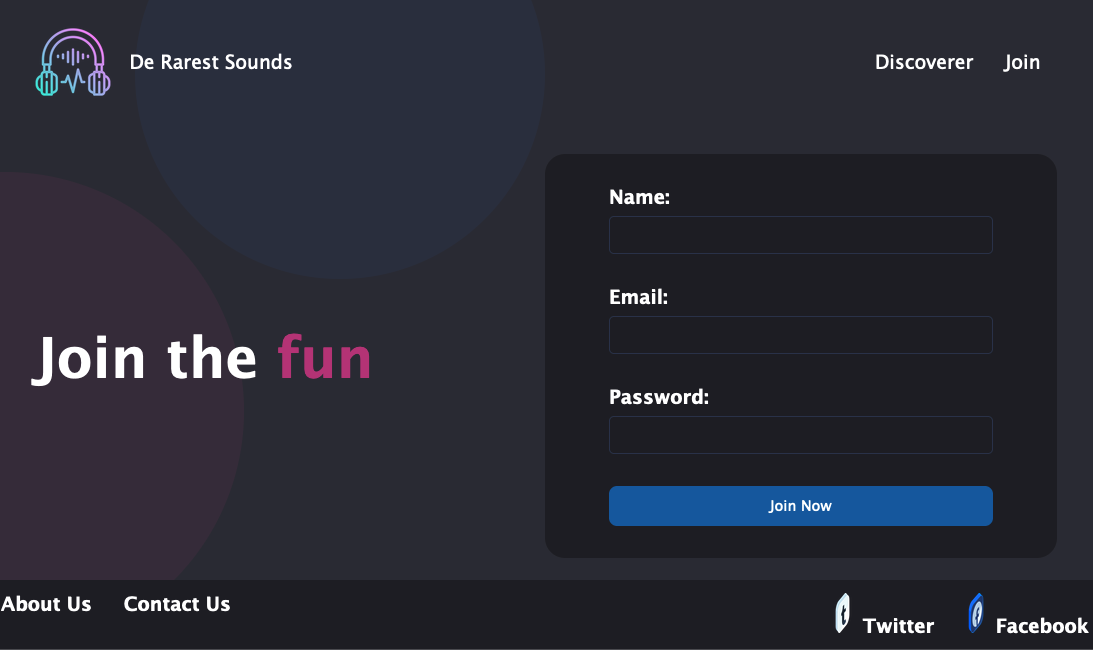 De Rarest Sounds
Discoverer Join
Name:
Email:
Join the fun
Password:
Join Now
About Us Contact Us
t Twitter f Facebook